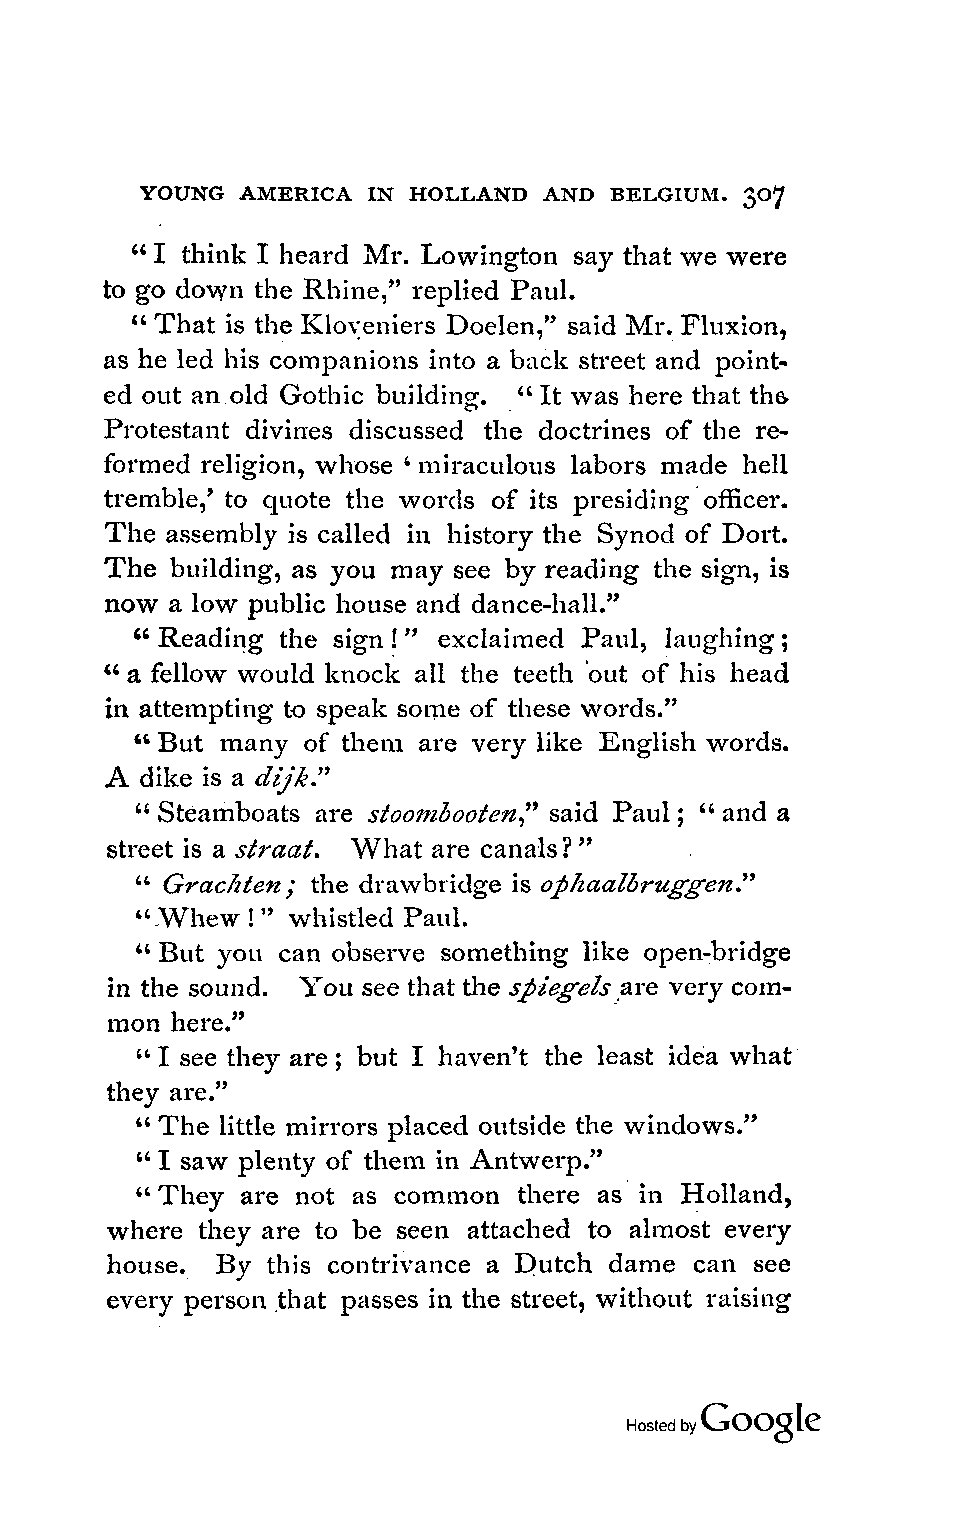 YOUNG AMERICA IN HOLLAND AND BELGIUM. 307
“I think I heard Mr. Lowington say that we were
to go down the Rhine,” replied Paul.
“That is the Kloveniers Doelen,” said Mr. Fluxion,
as he led his companions into a back street and point-
ed out an old Gothic building. “It was here that the
Protestant divines discussed the doctrines of the re-
formed religion, whose ‘miraculous labors made hell
tremble,’ to quote the words of its presiding officer.
The assembly is called in history the Synod of Dort.
The building, as you may see by reading the sign, is
now a low public house and dance-hall.”
“Reading the sign!” exclaimed Paul, laughing;
“a fellow would knock all the teeth out of his head
in attempting to speak some of these words.”
“But many of them are very like English words.
A dike is a dijk.”
“Steamboats are stoombooten,” said Paul; “and a
street is a straat. What are canals?”
“Grachten; the drawbridge is ophaalbruggen.”
“Whew!” whistled Paul.
“But you can observe something like open-bridge
in the sound. You see that the spiegels are very com-
mon here.”
“I see they are; but I haven’t the least idea what
they are.”
“The little mirrors placed outside the windows.”
“I saw plenty of them in Antwerp.”
“They are not as common there as in Holland,
where they are to be seen attached to almost every
house. By this contrivance a Dutch dame can see
every person that passes in the street, without raising
Hosted by Google